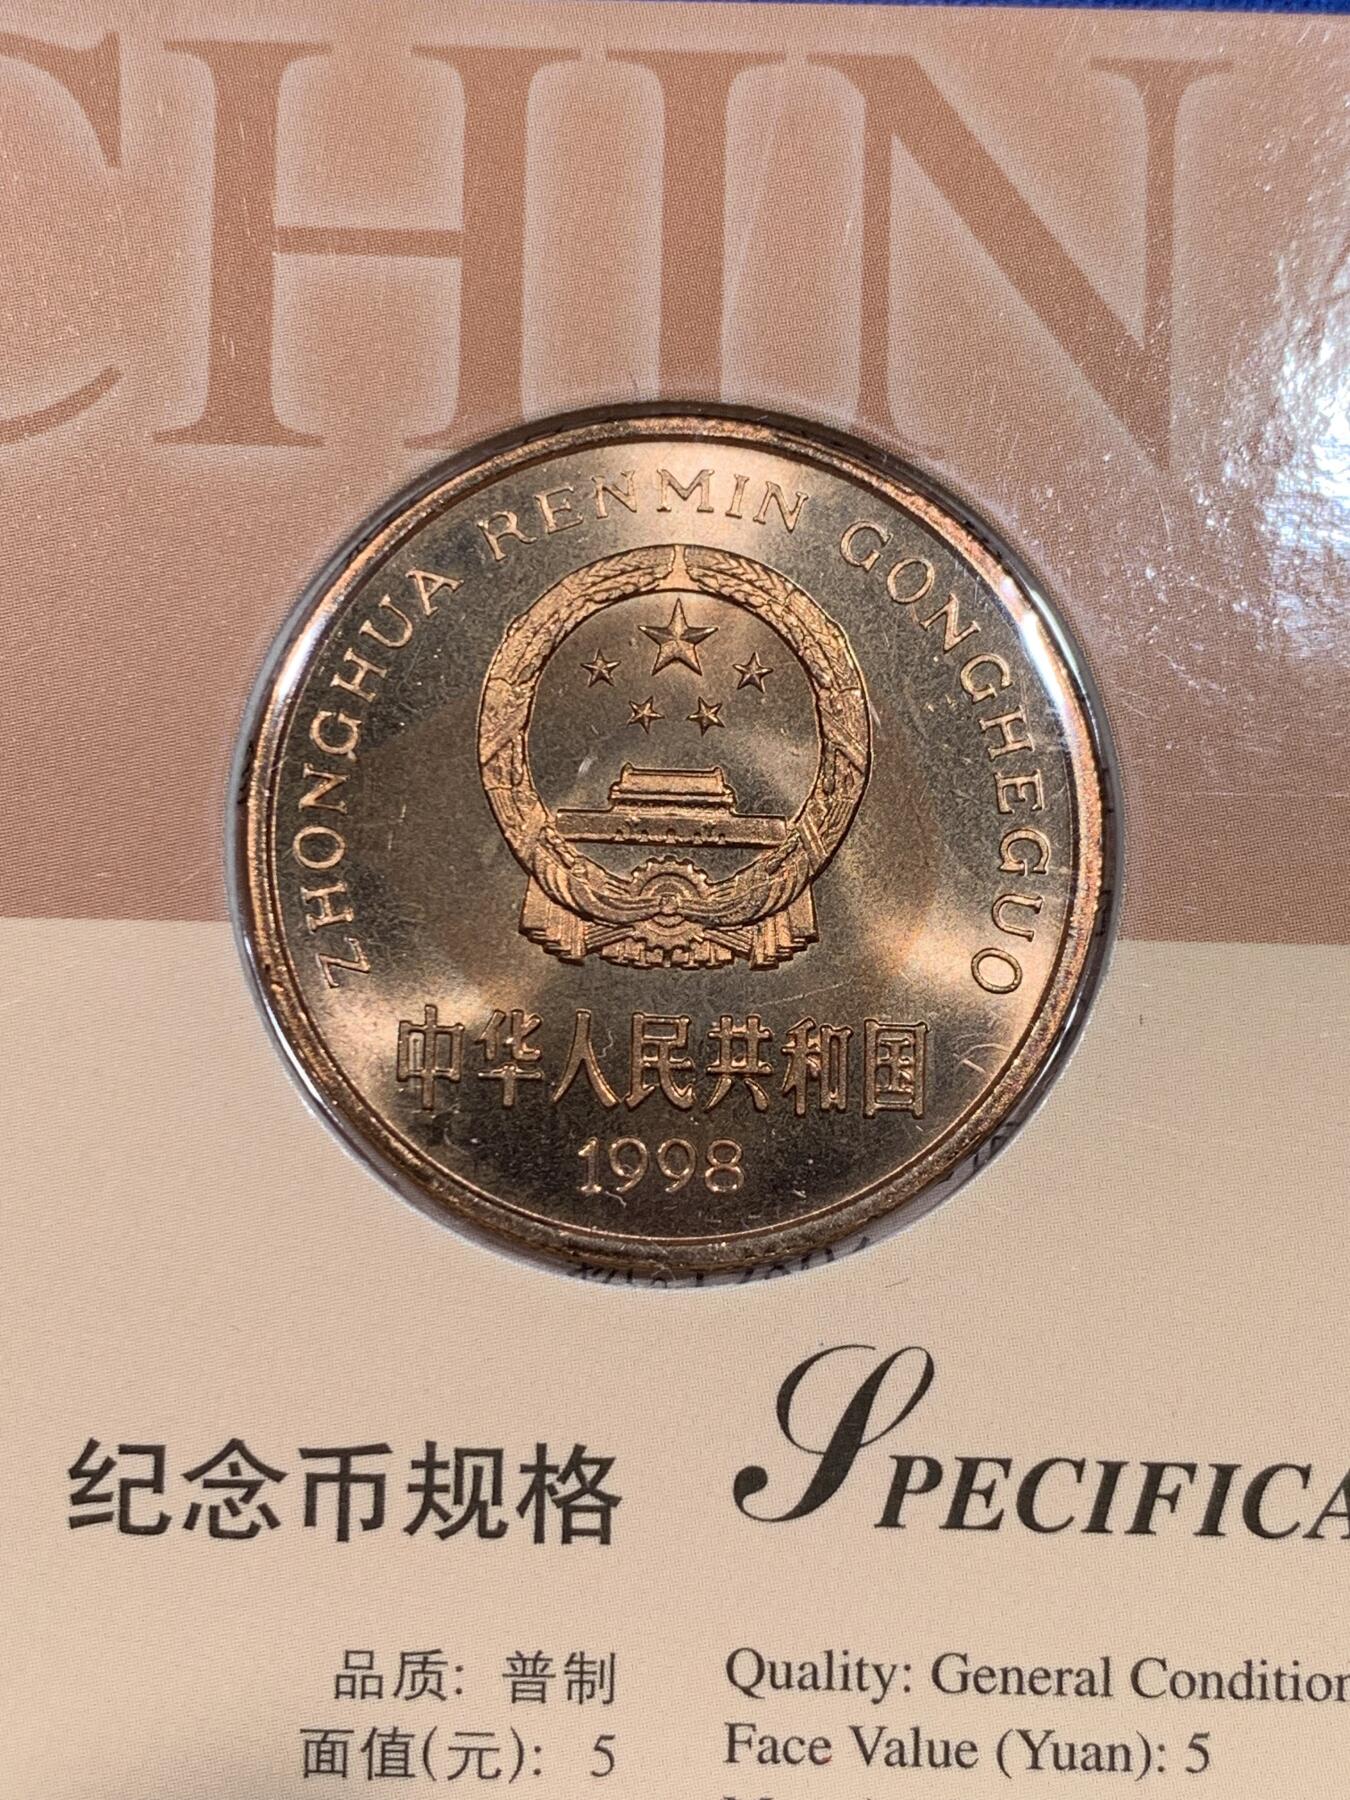 CHIN
ZHONGHUA RENMIN GONGHEGUO
中华人民共和国
1998
纪念币规格 SPECIFICA
品质: 普制 Quality: General Condition
面值(元): 5 Face Value (Yuan): 5